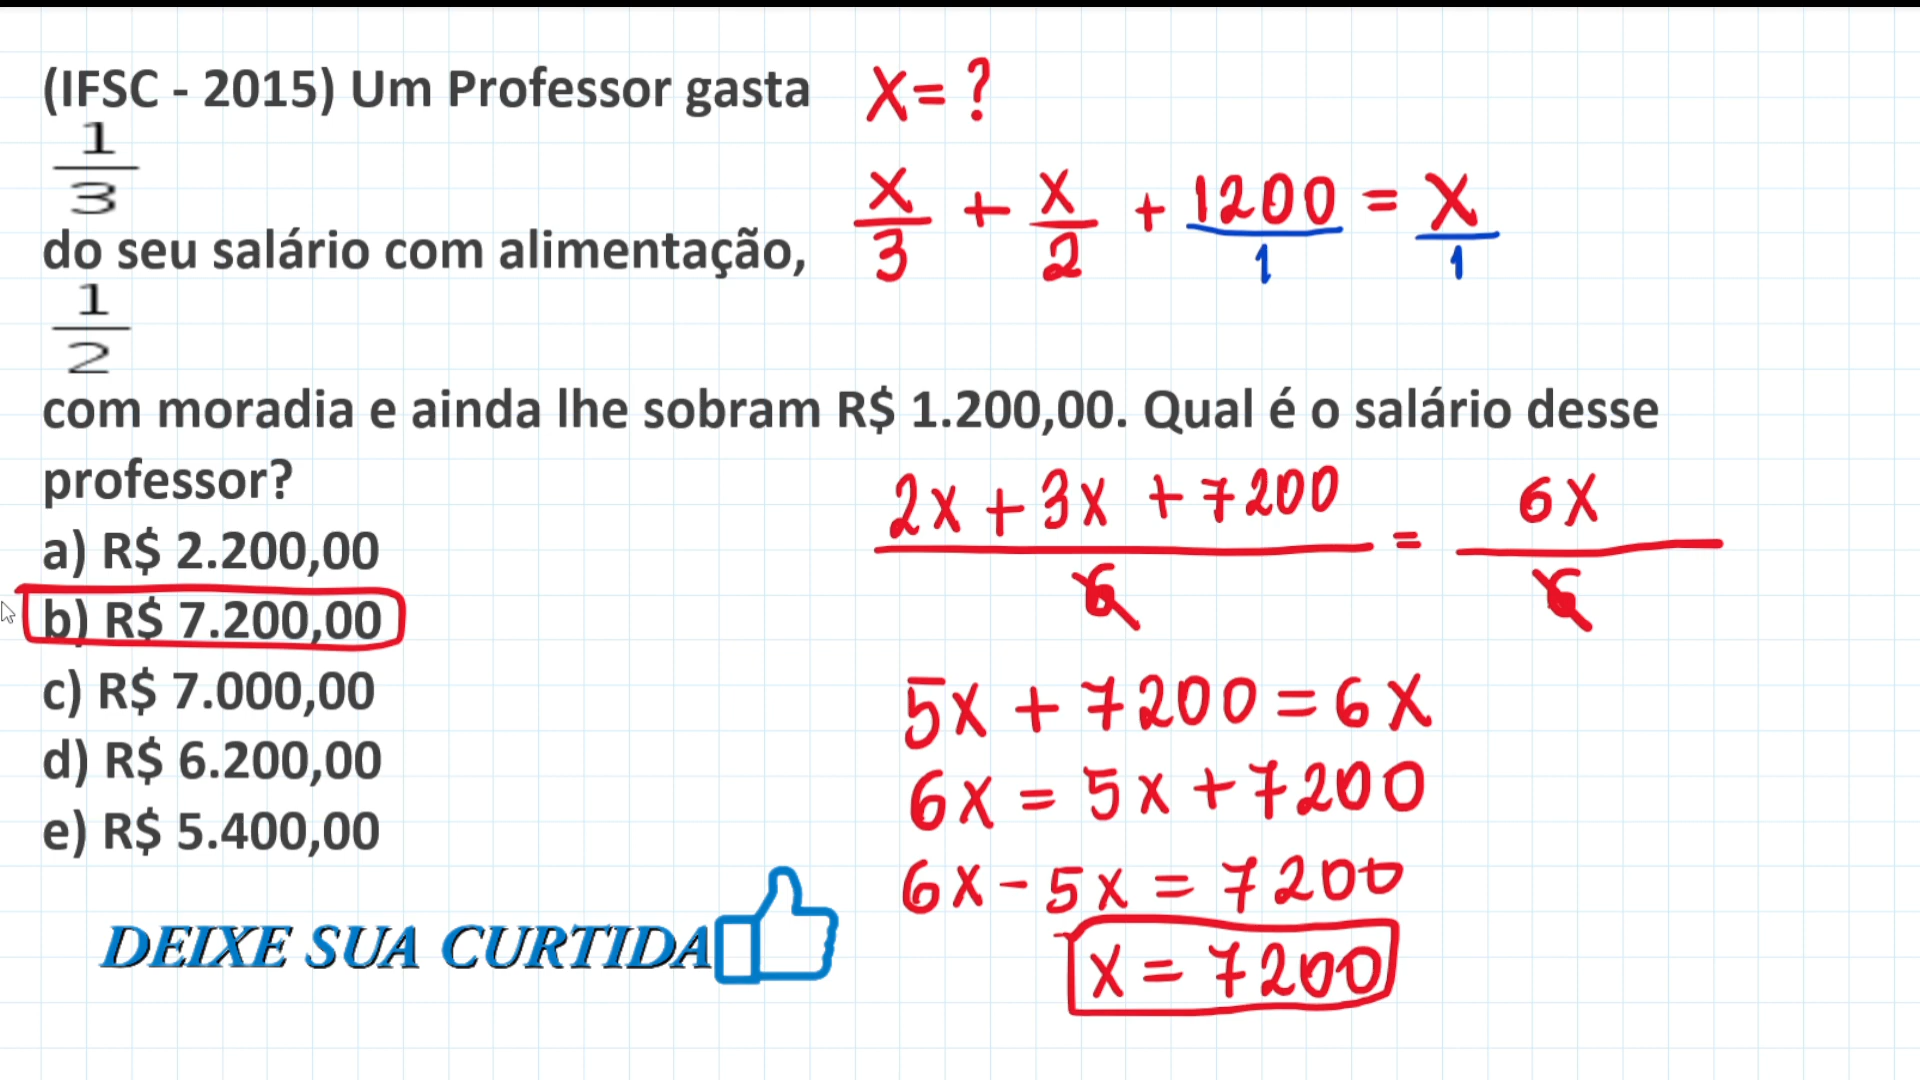 (IFSC - 2015) Um Professor gasta
1
3
do seu salário com alimentação,
1
2
com moradia e ainda lhe sobram R$ 1.200,00. Qual é o salário desse
professor?
a) R$ 2.200,00
b) R$ 7.200,00
c) R$ 7.000,00
d) R$ 6.200,00
e) R$ 5.400,00
DEIXE SUA CURTIDA
X = ?
x/3 + x/2 + 1200/1 = x/1
2x + 3x + 7200 = 6x
6 6
5x + 7200 = 6x
6x = 5x + 7200
6x - 5x = 7200
x = 7200